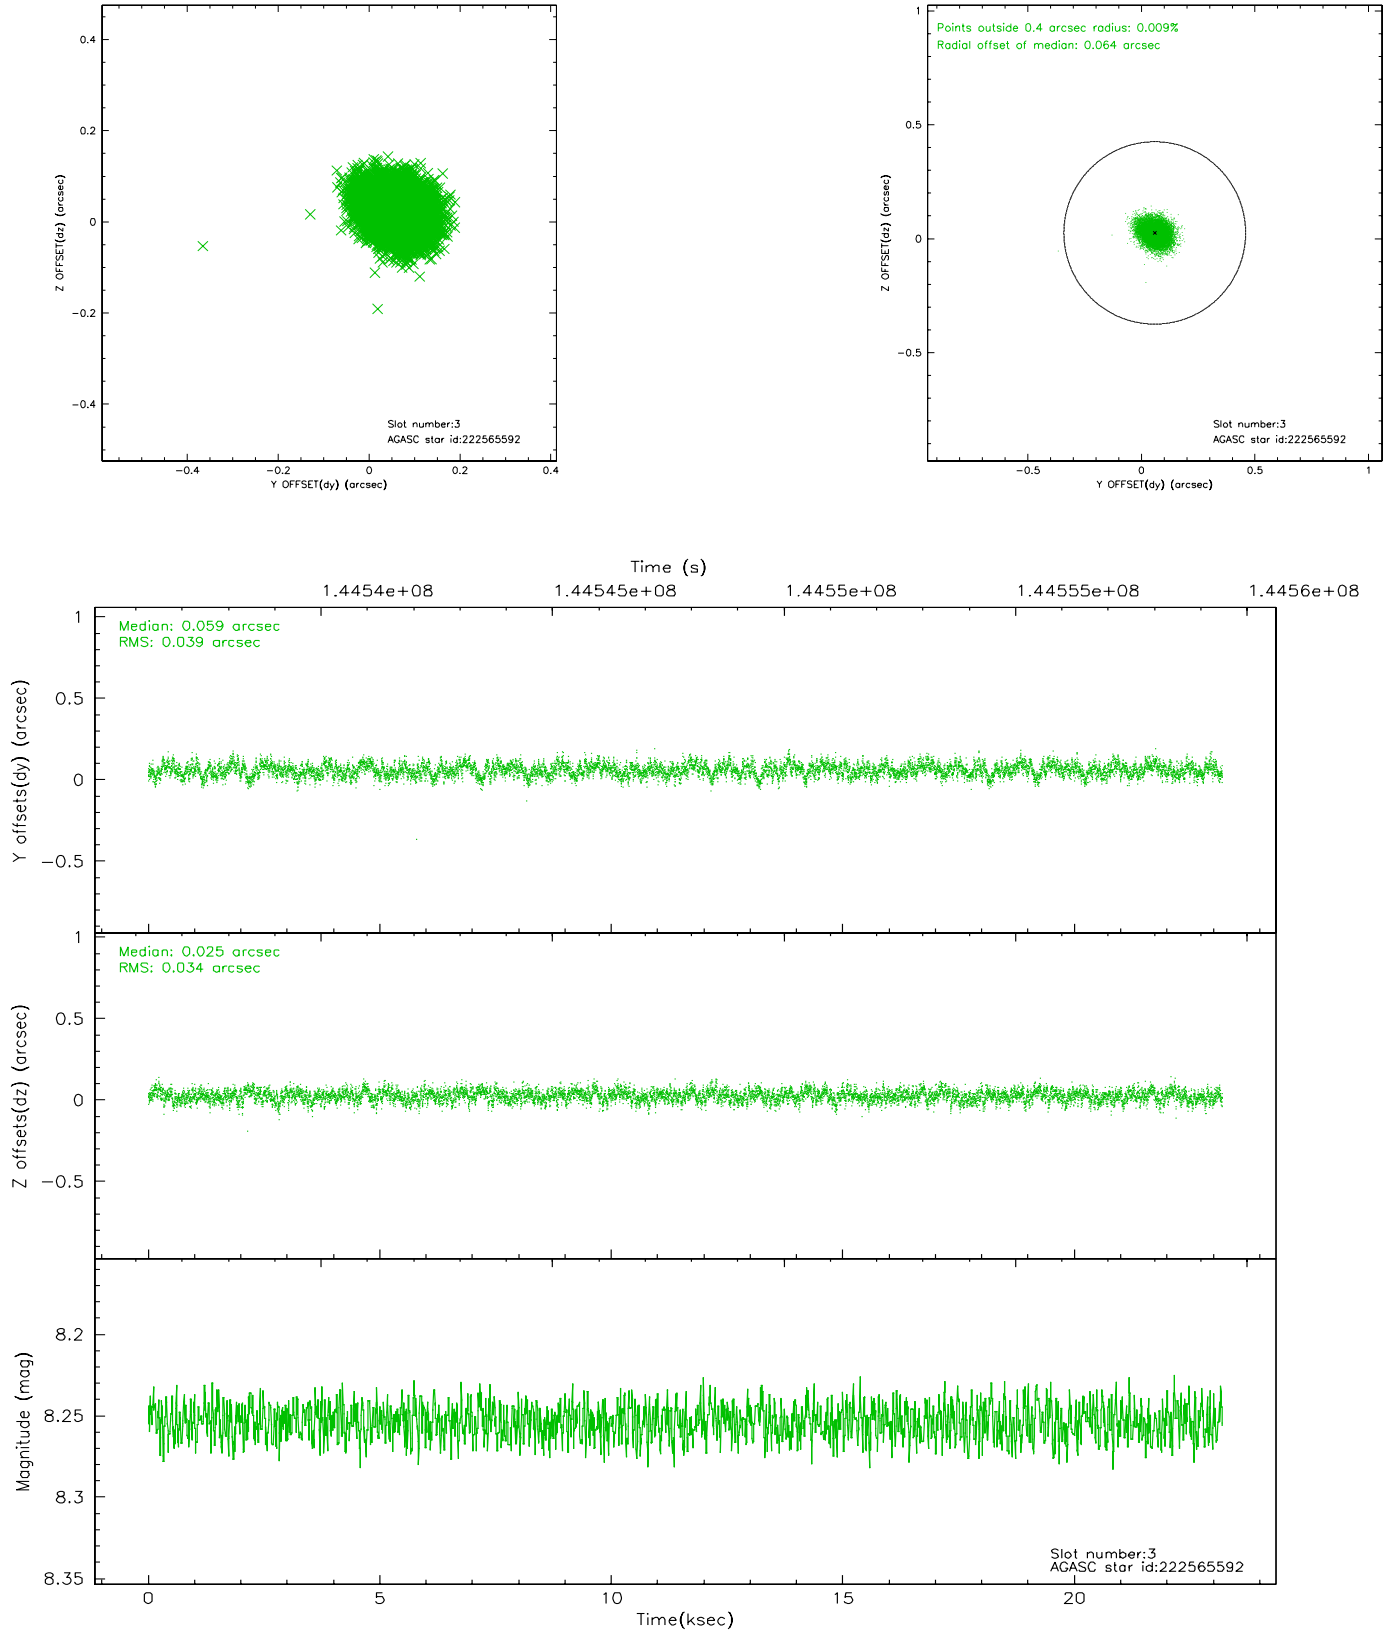 0.4
0.2
0
−0.2
−0.4
Z OFFSET(dz) (arcsec)
Slot number:3
AGASC star id:222565592
−0.4 −0.2 0 0.2 0.4
Y OFFSET(dy) (arcsec)
Points outside 0.4 arcsec radius: 0.009%
Radial offset of median: 0.064 arcsec
1
0.5
0
−0.5
Z OFFSET(dz) (arcsec)
Slot number:3
AGASC star id:222565592
−0.5 0 0.5 1
Y OFFSET(dy) (arcsec)
Time (s)
1.4454e+08 1.44545e+08 1.4455e+08 1.44555e+08 1.4456e+08
Median: 0.059 arcsec
RMS: 0.039 arcsec
1
0.5
0
−0.5
Y offsets(dy) (arcsec)
Median: 0.025 arcsec
RMS: 0.034 arcsec
1
0.5
0
−0.5
Z offsets(dz) (arcsec)
8.2
8.25
8.3
8.35
Magnitude (mag)
Slot number:3
AGASC star id:222565592
0 5 10 15 20
Time(ksec)